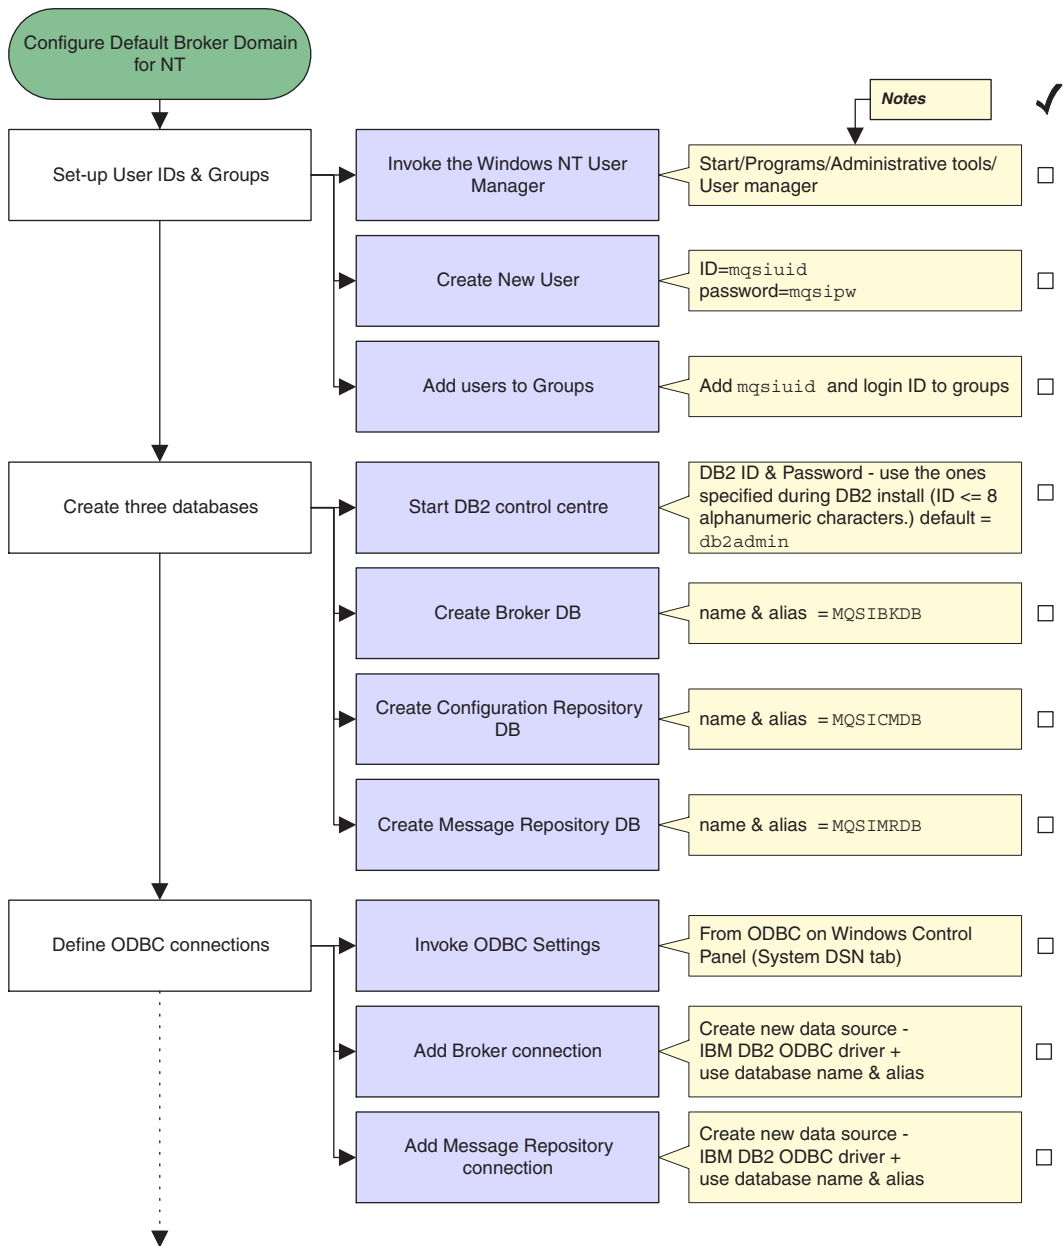 Configure Default Broker Domain
for NT
Notes
Set-up User IDs & Groups
Invoke the Windows NT User
Manager
Start/Programs/Administrative tools/
User manager
Create New User
ID=mqsiuid
password=mqsipw
Add users to Groups
Add mqsiuid and login ID to groups
Create three databases
Start DB2 control centre
DB2 ID & Password - use the ones
specified during DB2 install (ID <= 8
alphanumeric characters.) default =
db2admin
Create Broker DB
name & alias = MQSIBKDB
Create Configuration Repository
DB
name & alias = MQSICMDB
Create Message Repository DB
name & alias = MQSIMRDB
Define ODBC connections
Invoke ODBC Settings
From ODBC on Windows Control
Panel (System DSN tab)
Add Broker connection
Create new data source -
IBM DB2 ODBC driver +
use database name & alias
Add Message Repository
connection
Create new data source -
IBM DB2 ODBC driver +
use database name & alias